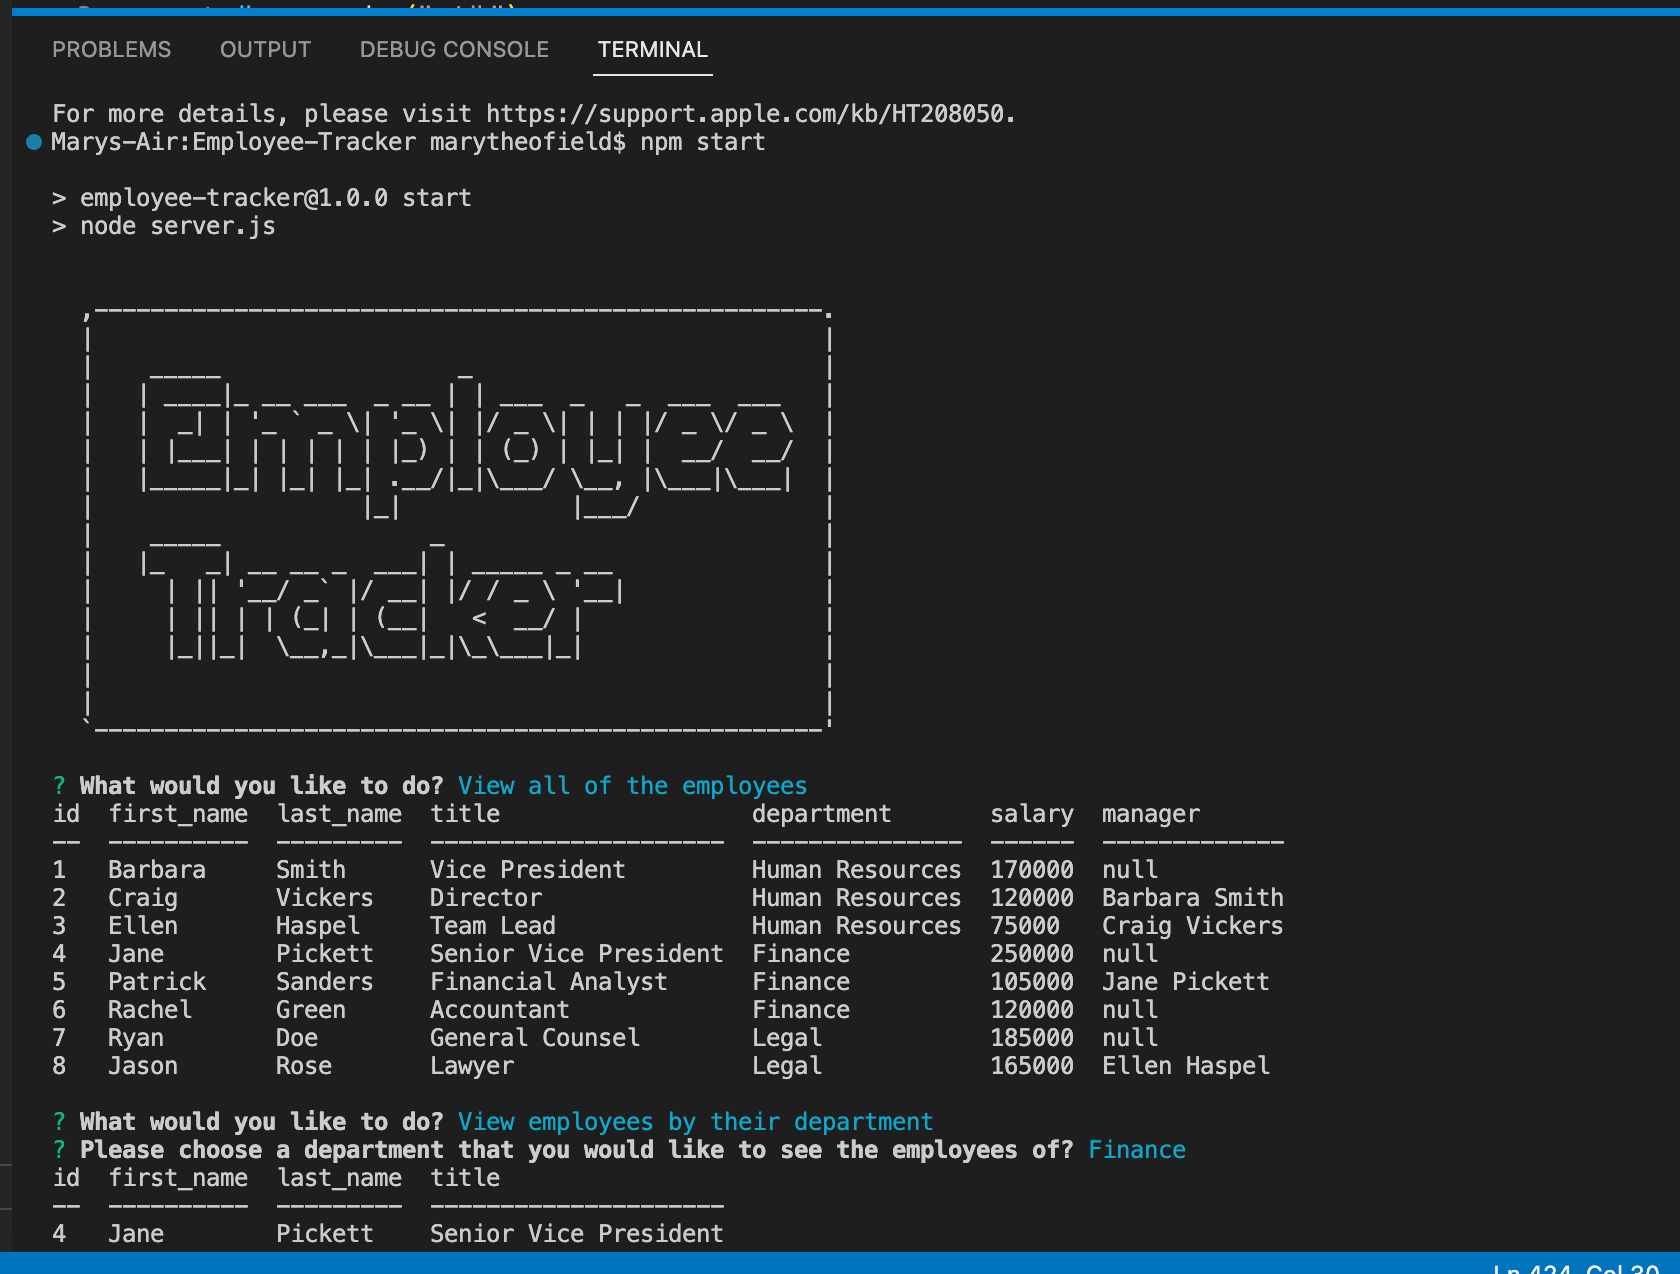 PROBLEMS OUTPUT DEBUG CONSOLE TERMINAL
For more details, please visit https://support.apple.com/kb/HT208050.
Marys-Air:Employee-Tracker marytheofield$ npm start
> employee-tracker@1.0.0 start
> node server.js
Employee
Tracker
? What would you like to do? View all of the employees
id first_name last_name title department salary manager
-- ---------- --------- --------------------- --------------- ------ -------------
1 Barbara Smith Vice President Human Resources 170000 null
2 Craig Vickers Director Human Resources 120000 Barbara Smith
3 Ellen Haspel Team Lead Human Resources 75000 Craig Vickers
4 Jane Pickett Senior Vice President Finance 250000 null
5 Patrick Sanders Financial Analyst Finance 105000 Jane Pickett
6 Rachel Green Accountant Finance 120000 null
7 Ryan Doe General Counsel Legal 185000 null
8 Jason Rose Lawyer Legal 165000 Ellen Haspel
? What would you like to do? View employees by their department
? Please choose a department that you would like to see the employees of? Finance
id first_name last_name title
-- ---------- --------- ---------------------
4 Jane Pickett Senior Vice President
Ln 424, Col 30